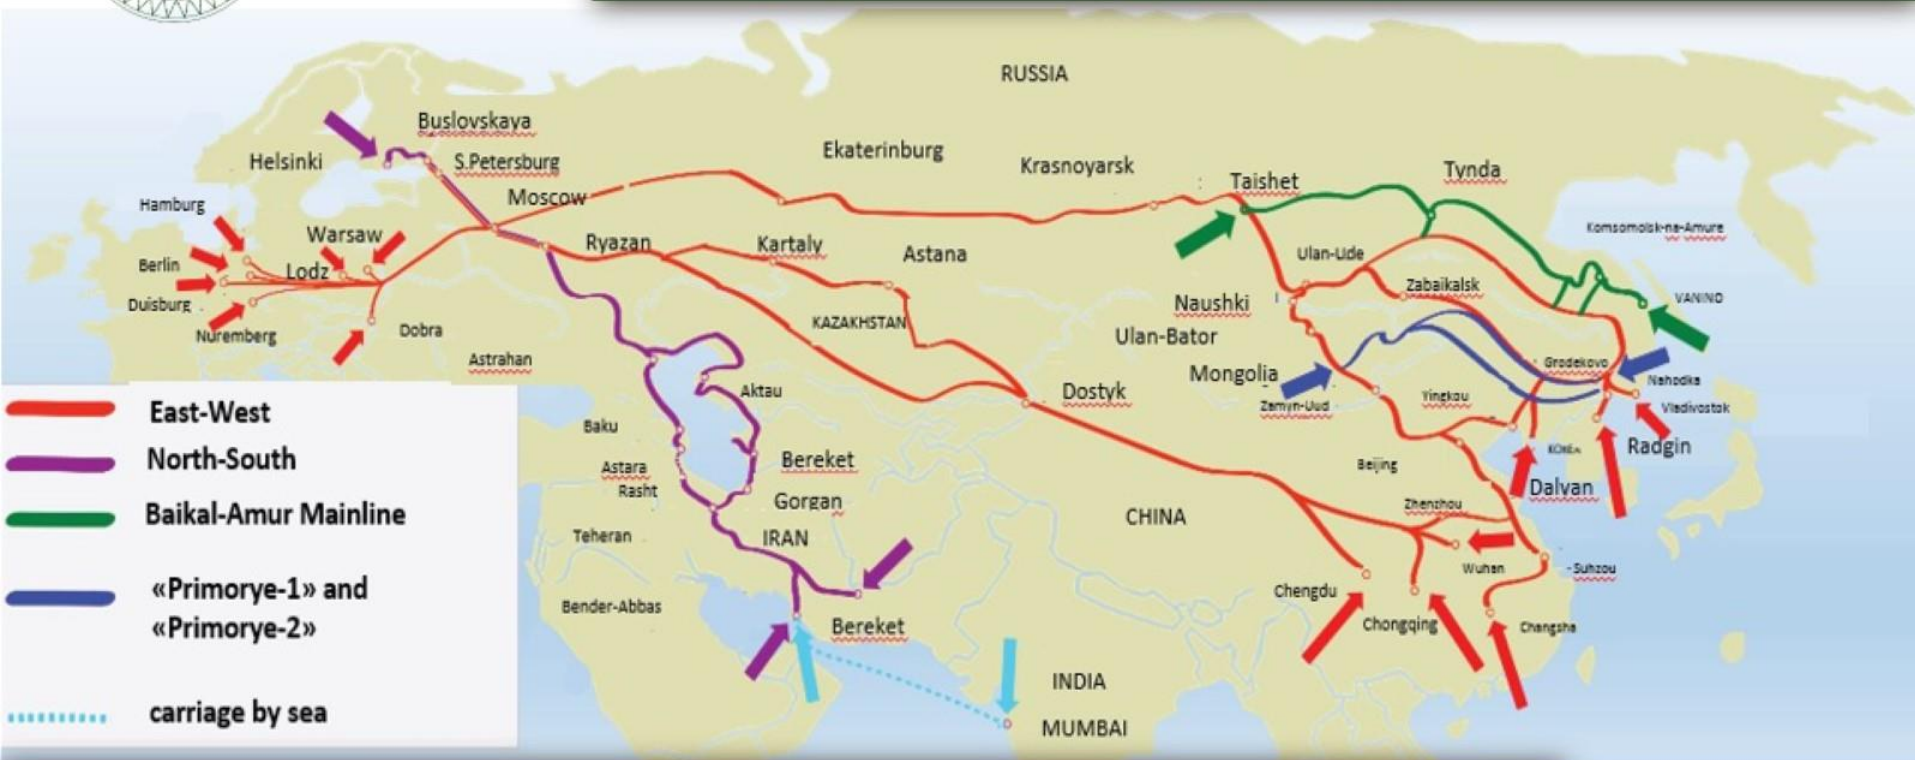 RUSSIA
Buslovskaya
Helsinki
S.Petersburg
Ekaterinburg
Krasnoyarsk
Taishet
Tynda
Moscow
Hamburg
Warsaw
Ryazan
Kartaly
Astana
Ulan-Ude
Komsomolsk-na-Amure
Berlin
Lodz
Zabaikalsk
Duisburg
Nuremberg
Dobra
KAZAKHSTAN
Naushki
VANINO
Ulan-Bator
Astrahan
Mongolia
Grodekovo
Nahodka
Aktau
Dostyk
Zamyn-Uud
Yingkou
Vladivostok
East-West
Baku
North-South
Astara
Rasht
Bereket
Gorgan
Beijing
KOREA
Radgin
Dalvan
Baikal-Amur Mainline
Teheran
IRAN
CHINA
Zhenzhou
Wuhan
-Suhzou
«Primorye-1» and
«Primorye-2»
Bender-Abbas
Bereket
Chengdu
Chongqing
Changsha
carriage by sea
INDIA
MUMBAI